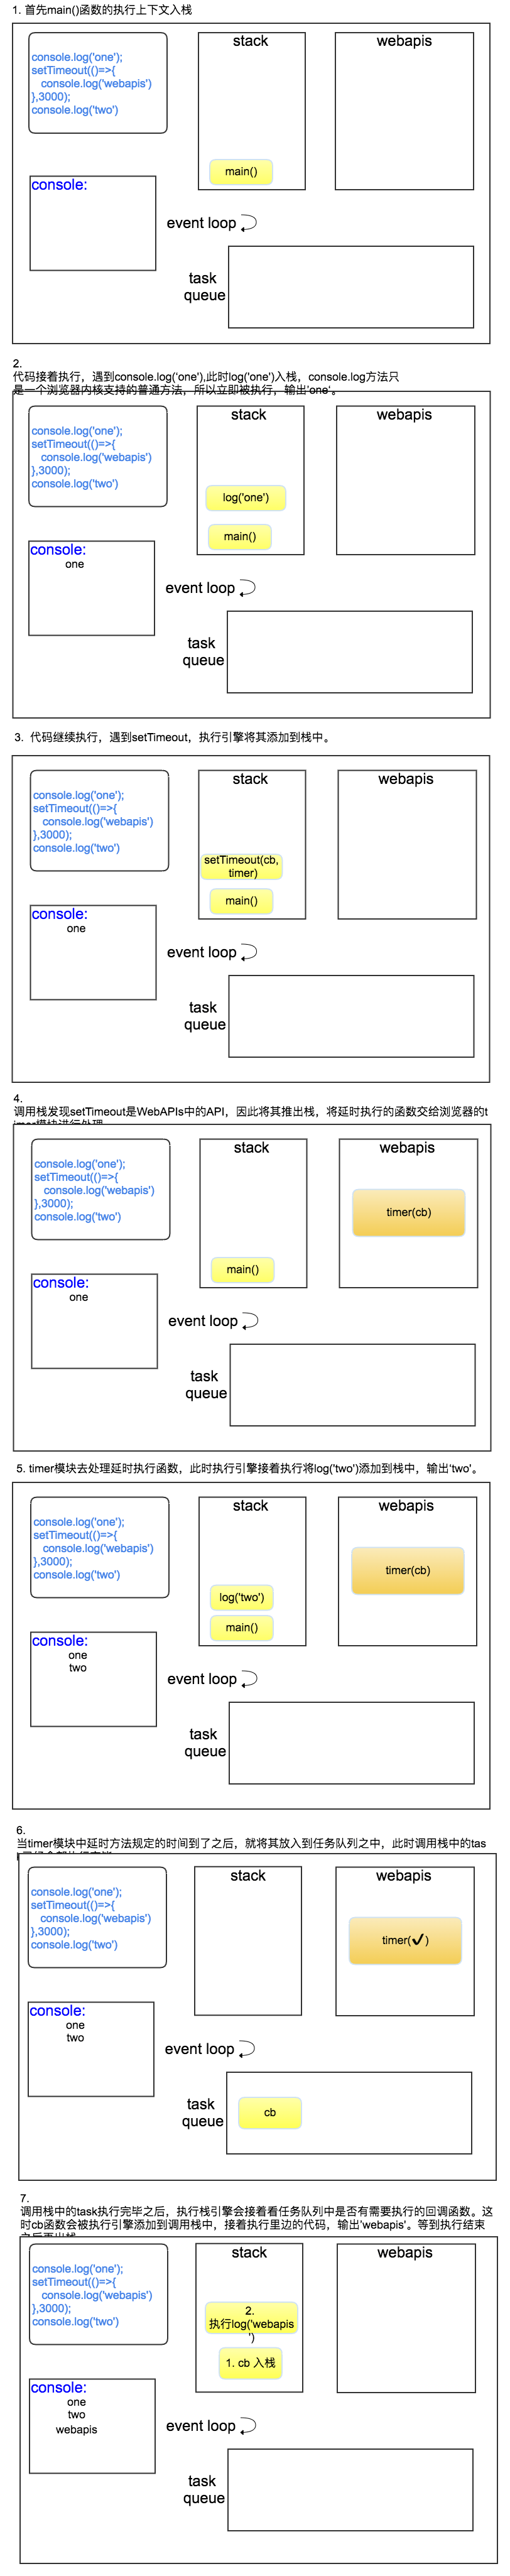 1. 首先main()函数的执行上下文入栈
console.log('one');
setTimeout(()=>{
console.log('webapis')
},3000);
console.log('two')
stack
main()
webapis
console:
event loop
task
queue
2.
代码接着执行，遇到console.log('one'),此时log('one')入栈，console.log方法只
是一个浏览器内核支持的普通方法，所以立即被执行，输出'one'。
console.log('one');
setTimeout(()=>{
console.log('webapis')
},3000);
console.log('two')
stack
log('one')
main()
webapis
console:
one
event loop
task
queue
3. 代码继续执行，遇到setTimeout，执行引擎将其添加到栈中。
console.log('one');
setTimeout(()=>{
console.log('webapis')
},3000);
console.log('two')
stack
setTimeout(cb,
timer)
main()
webapis
console:
one
event loop
task
queue
4.
调用栈发现setTimeout是WebAPIs中的API，因此将其推出栈，将延时执行的函数交给浏览器的t
imer模块进行处理
console.log('one');
setTimeout(()=>{
console.log('webapis')
},3000);
console.log('two')
stack
main()
webapis
timer(cb)
console:
one
event loop
task
queue
5. timer模块去处理延时执行函数，此时执行引擎接着执行将log('two')添加到栈中，输出'two'。
console.log('one');
setTimeout(()=>{
console.log('webapis')
},3000);
console.log('two')
stack
log('two')
main()
webapis
timer(cb)
console:
one
two
event loop
task
queue
6.
当timer模块中延时方法规定的时间到了之后，就将其放入到任务队列之中，此时调用栈中的tas
console.log('one');
setTimeout(()=>{
console.log('webapis')
},3000);
console.log('two')
stack
webapis
timer(✓)
console:
one
two
event loop
task
queue
cb
7.
调用栈中的task执行完毕之后，执行栈引擎会接着看任务队列中是否有需要执行的回调函数。这
时cb函数会被执行引擎添加到调用栈中，接着执行里边的代码，输出'webapis'。等到执行结束
console.log('one');
setTimeout(()=>{
console.log('webapis')
},3000);
console.log('two')
stack
2.
执行log('webapis
')
1. cb 入栈
webapis
console:
one
two
webapis
event loop
task
queue